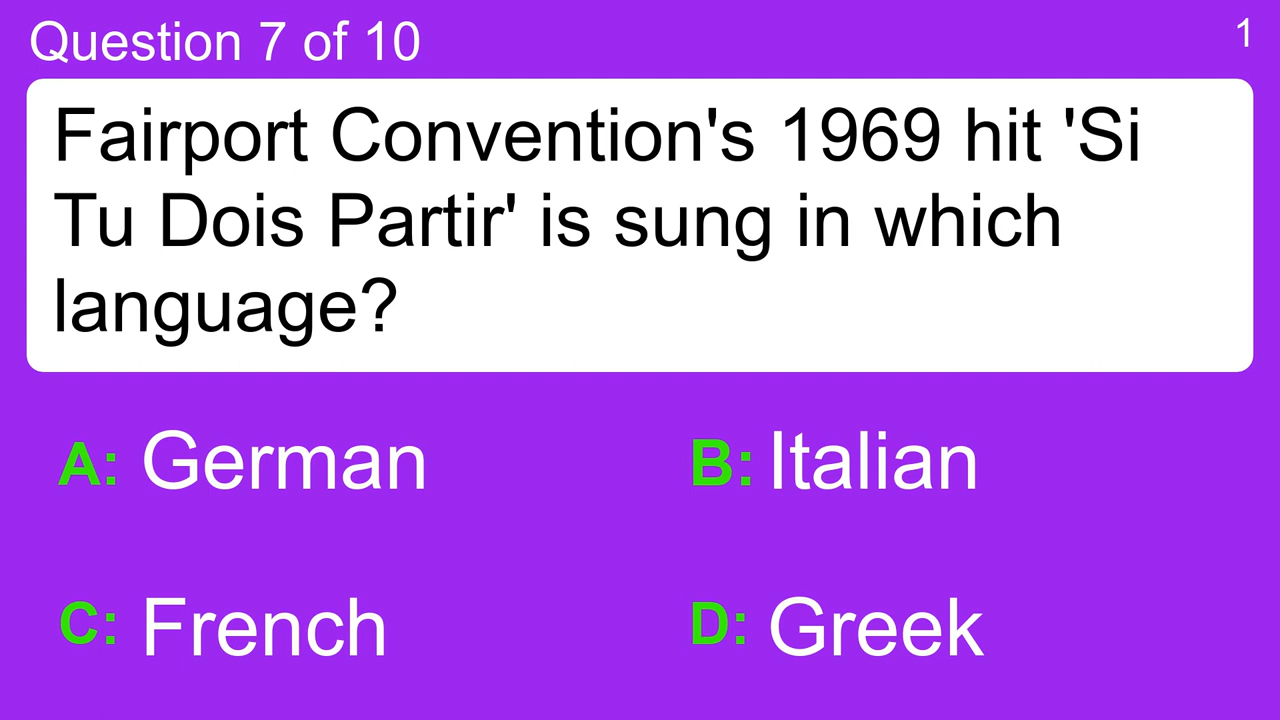 Question 7 of 10
1
Fairport Convention's 1969 hit 'Si
Tu Dois Partir' is sung in which
language?
A: German
B: Italian
C: French
D: Greek